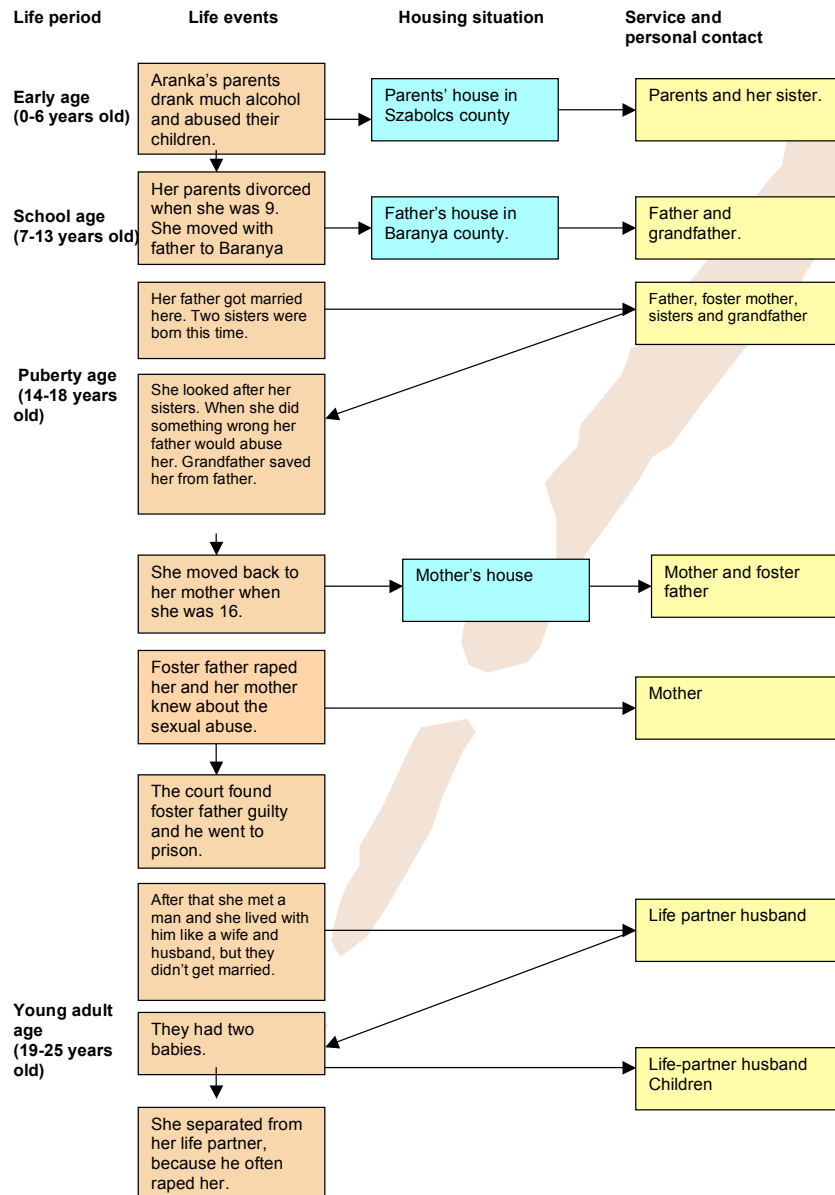 Life period
Life events
Housing situation
Service and
personal contact
Early age
(0-6 years old)
Aranka's parents
drank much alcohol
and abused their
children.
Parents' house in
Szabolcs county
Parents and her sister.
School age
(7-13 years old)
Her parents divorced
when she was 9.
She moved with
father to Baranya
Father's house in
Baranya county.
Father and
grandfather.
Her father got married
here. Two sisters were
born this time.
Father, foster mother,
sisters and grandfather
Puberty age
(14-18 years
old)
She looked after her
sisters. When she did
something wrong her
father would abuse
her. Grandfather saved
her from father.
She moved back to
her mother when
she was 16.
Mother's house
Mother and foster
father
Foster father raped
her and her mother
knew about the
sexual abuse.
Mother
The court found
foster father guilty
and he went to
prison.
After that she met a
man and she lived with
him like a wife and
husband, but they
didn't get married.
Life partner husband
Young adult
age
(19-25 years
old)
They had two
babies.
Life-partner husband
Children
She separated from
her life partner,
because he often
raped her.